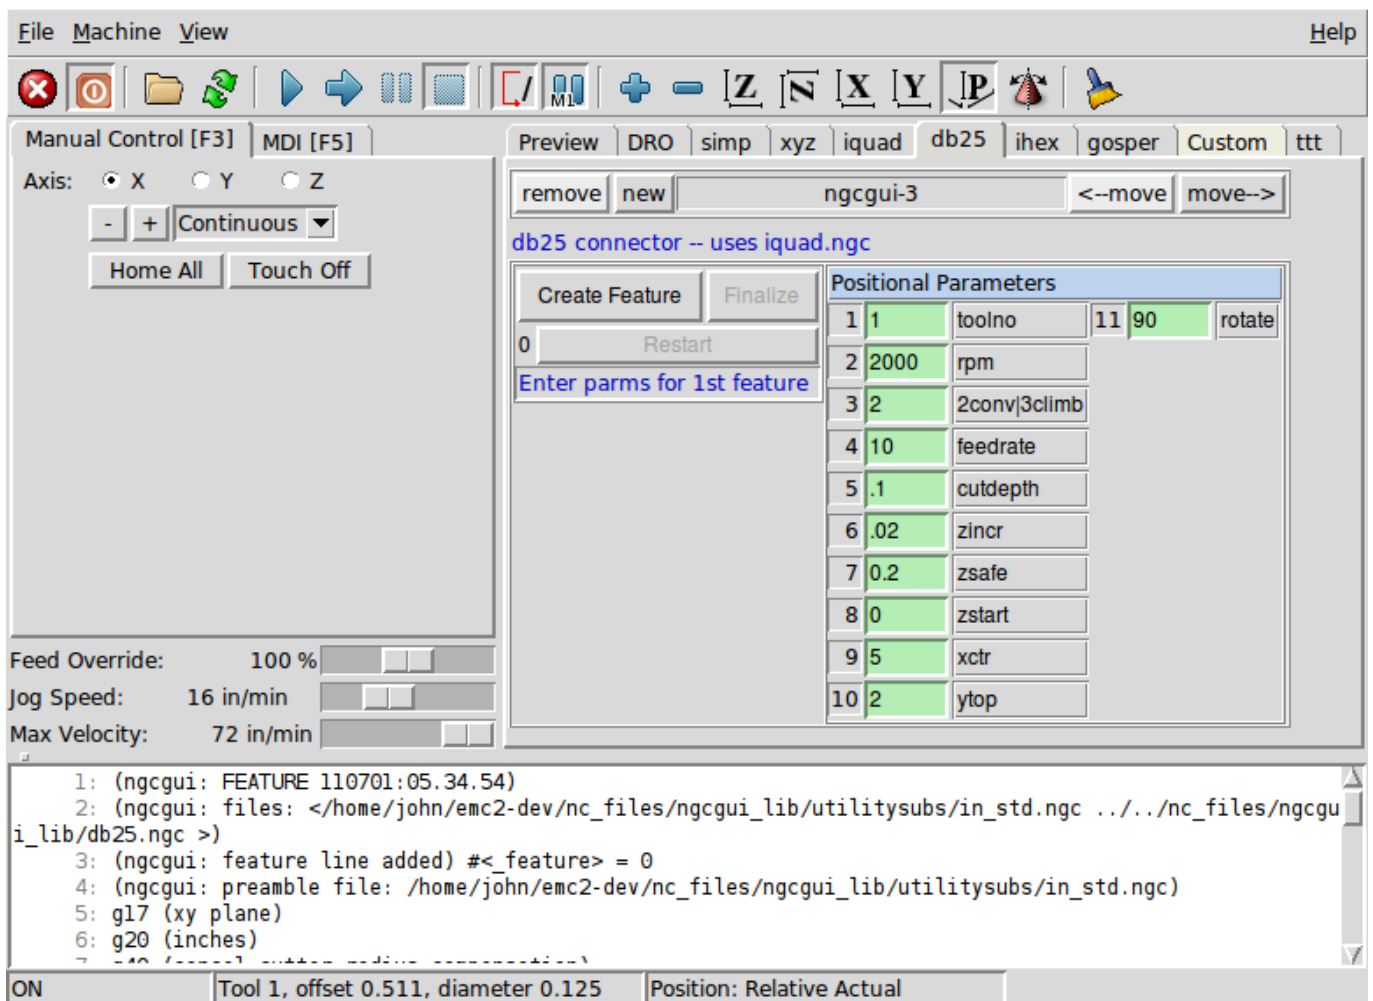 File Machine View Help
M1 Z N X Y P
Manual Control [F3] MDI [F5]
Preview DRO simp xyz iquad db25 ihex gosper Custom ttt
Axis: X Y Z
- + Continuous
Home All Touch Off
remove new ngcgui-3 <--move move-->
db25 connector -- uses iquad.ngc
Create Feature Finalize
0 Restart
Enter parms for 1st feature
Positional Parameters
1 1 toolno 11 90 rotate
2 2000 rpm
3 2 2conv|3climb
4 10 feedrate
5 .1 cutdepth
6 .02 zincr
7 0.2 zsafe
8 0 zstart
9 5 xctr
10 2 ytop
Feed Override: 100 %
Jog Speed: 16 in/min
Max Velocity: 72 in/min
1: (ngcgui: FEATURE 110701:05.34.54)
2: (ngcgui: files: </home/john/emc2-dev/nc_files/ngcgui_lib/utilitysubs/in_std.ngc ../../nc_files/ngcgu
i_lib/db25.ngc >)
3: (ngcgui: feature line added) #<_feature> = 0
4: (ngcgui: preamble file: /home/john/emc2-dev/nc_files/ngcgui_lib/utilitysubs/in_std.ngc)
5: g17 (xy plane)
6: g20 (inches)
ON Tool 1, offset 0.511, diameter 0.125 Position: Relative Actual